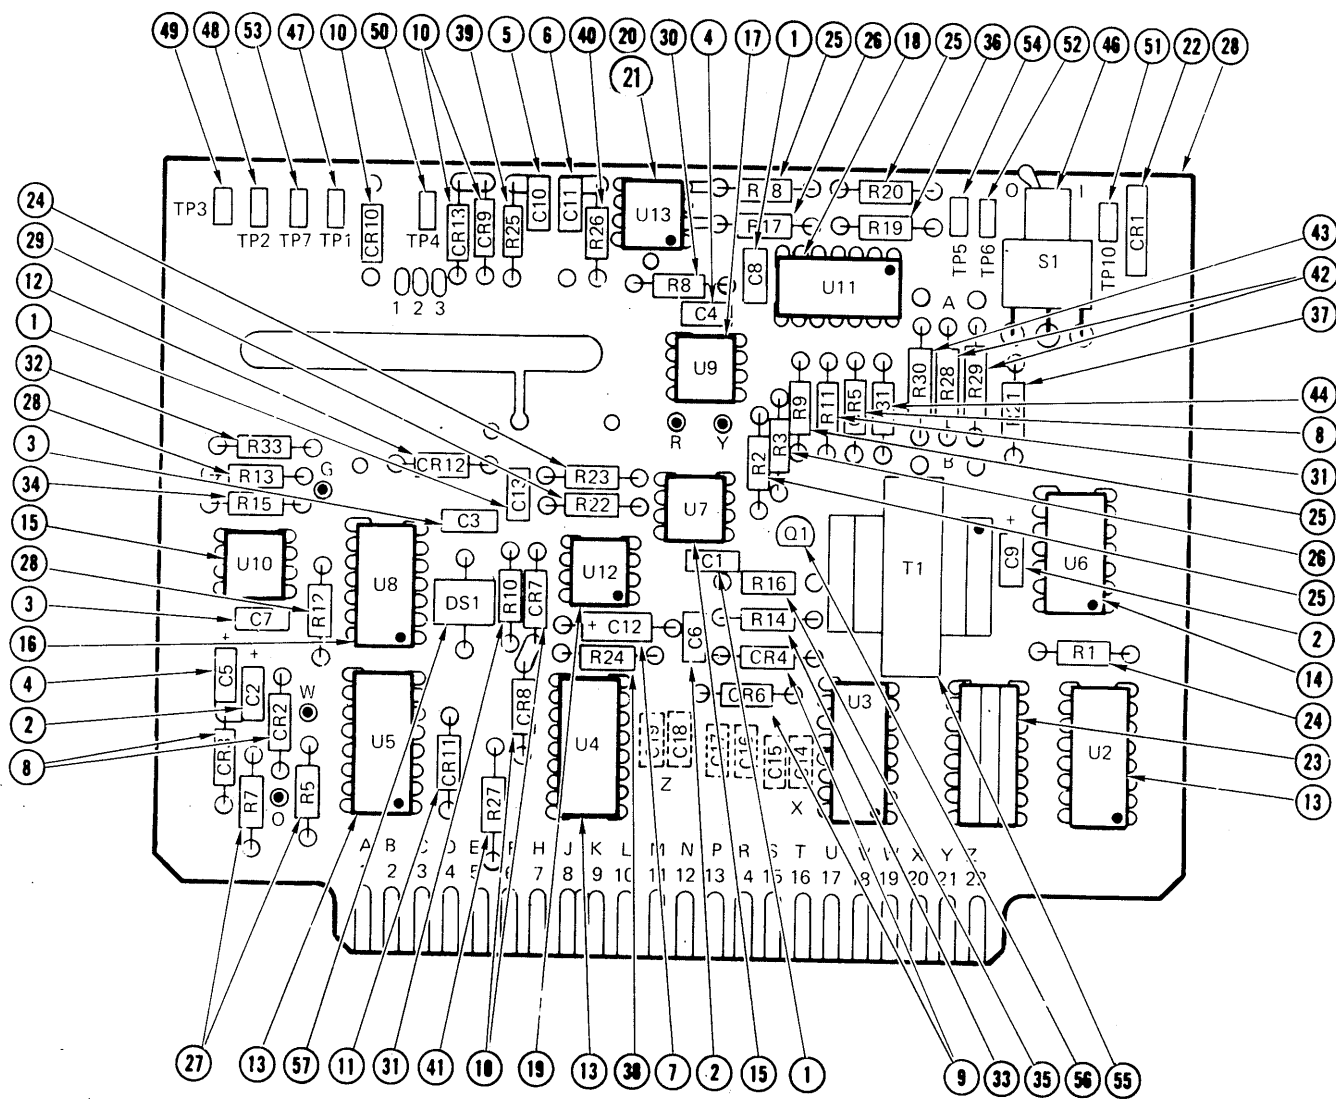 49 48 53 47 10 50 10 39 5 6 40 20 30 4 17 1 25 26 18 25 36 54 52 46 51 22 28
21
24
29
12
1
32
28
3
34
15
28
3
16
4
2
8
43
42
37
44
8
31
25
26
25
2
14
24
23
13
TP3 TP2 TP7 TP1 CR10 TP4 CR13 CR9 R25 C10 C11 R26 U13 R8 R20 O I
R17 R19 TP5 TP6 S1 TP10 CR1
1 2 3
R8 C8 U11 A
C4
U9 R30 R28 R29 R21
R Y R9 R11 R31
R33 CR12 R2 R3 L B
R13 G R23
R15 C13 R22 U7
C3 Q1 +
U10 U8 C1 T1 C9 U6
DS1 R10 CR7 U12 R16
C7 R12 + C12 C6 R14
+ + R24 CR4 R1
C5 C2 W CR8 CR6 U3
CR2 U5 CR11 U4 C19 C18 C17 C16 C15 C14 U2
R7 O R5 R27 Z X
A B C D E F H J K L M N P R S T U V W X Y Z
1 2 3 4 5 6 7 8 9 10 11 12 13 14 15 16 17 18 19 20 21 22
27 13 57 11 31 41 10 19 13 38 7 2 15 1 9 33 35 56 55